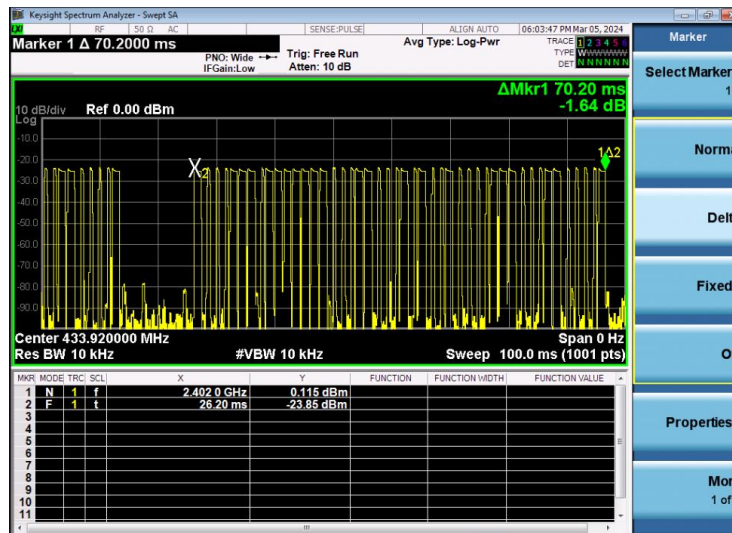 Keysight Spectrum Analyzer - Swept SA
RF 50 Ω AC SENSE:PULSE ALIGN AUTO 06:03:47 PM Mar 05, 2024
Marker 1 Δ 70.2000 ms
PNO: Wide
IFGain:Low
Trig: Free Run
Atten: 10 dB
Avg Type: Log-Pwr
TRACE 1 2 3 4 5 6
TYPE W
DET N N N N N N
ΔMkr1 70.20 ms
-1.64 dB
10 dB/div Ref 0.00 dBm
Log
-10.0
-20.0
-30.0
-40.0
-50.0
-60.0
-70.0
-80.0
-90.0
X2
1Δ2
Center 433.920000 MHz Span 0 Hz
Res BW 10 kHz #VBW 10 kHz Sweep 100.0 ms (1001 pts)
MKR MODE TRC SCL X Y FUNCTION FUNCTION WIDTH FUNCTION VALUE
1 N 1 f 2.402 0 GHz 0.115 dBm
2 F 1 t 26.20 ms -23.85 dBm
3
4
5
6
7
8
9
10
11
Marker
Select Marker
1
Norma
Delt
Fixed
O
Properties
Mor
1 of